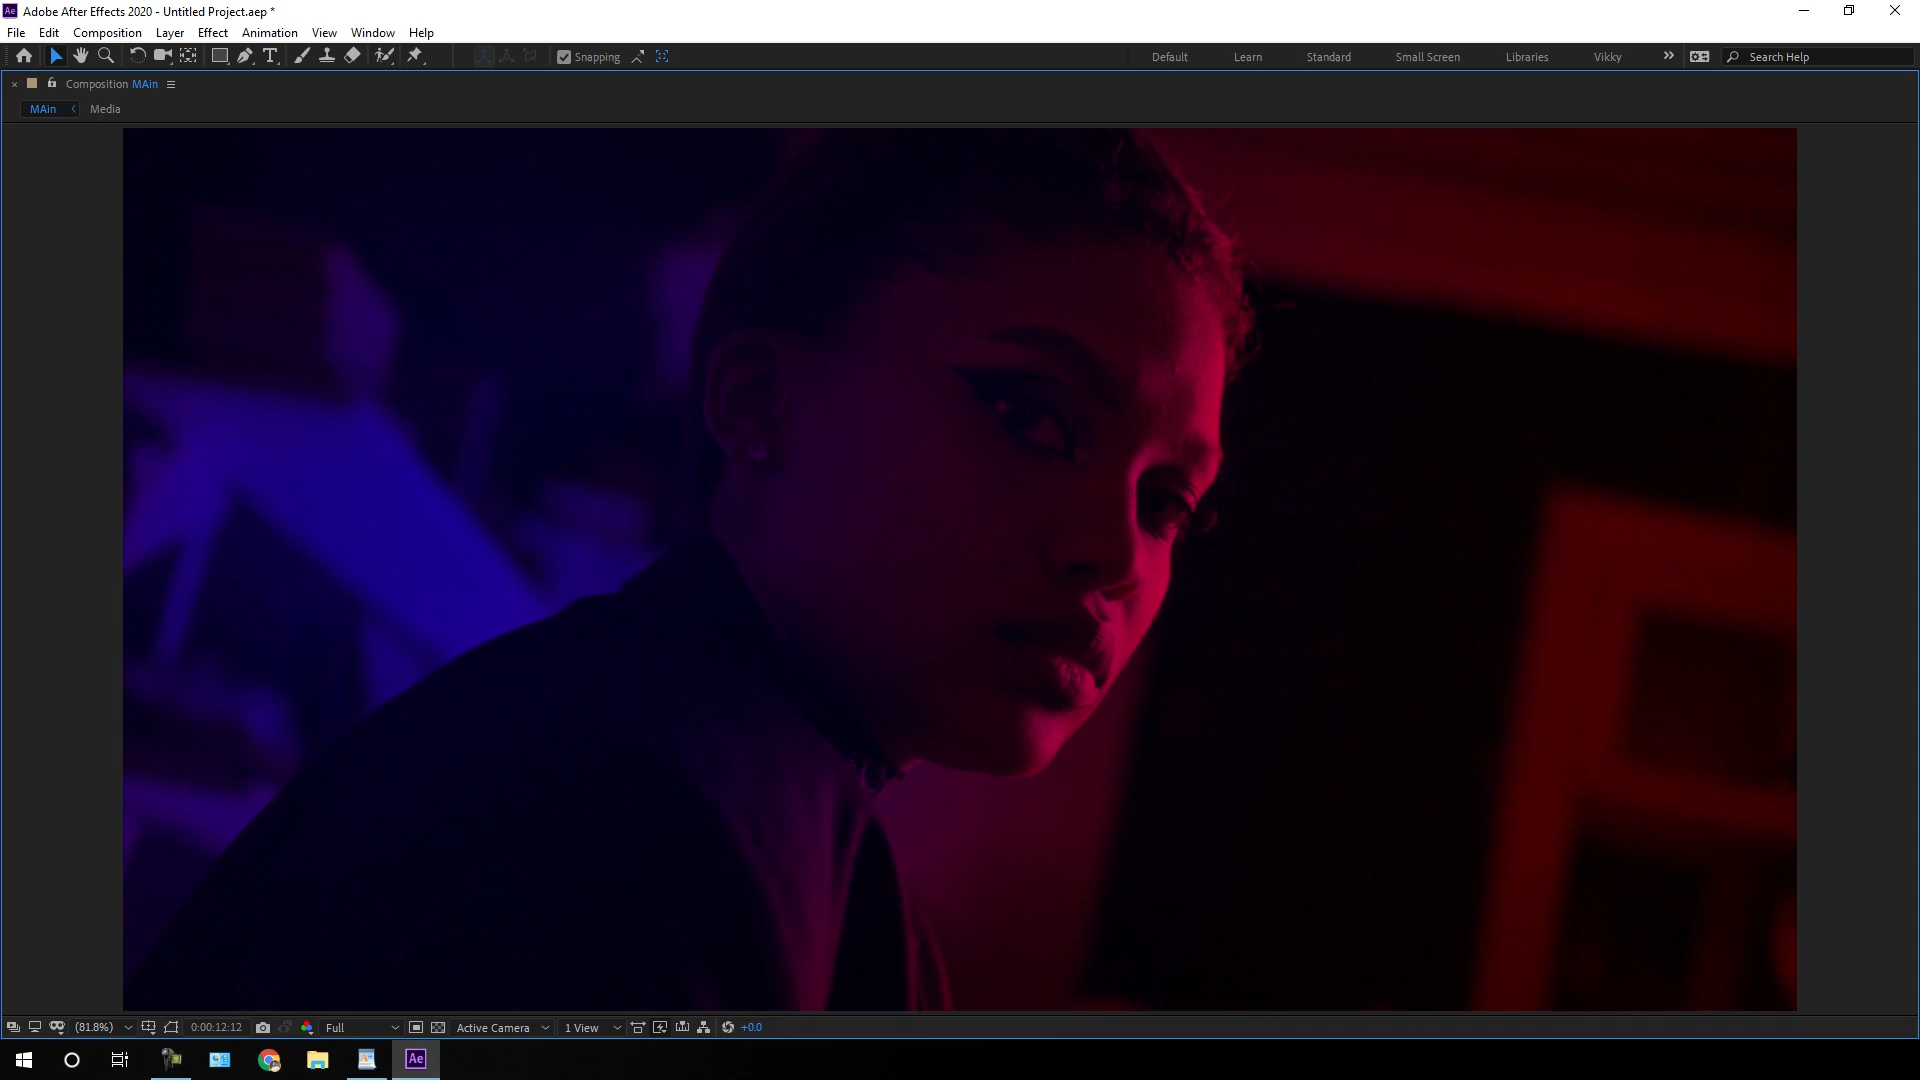 Ae Adobe After Effects 2020 - Untitled Project.aep *
File Edit Composition Layer Effect Animation View Window Help
Snapping Default Learn Standard Small Screen Libraries Vikky » Search Help
× Composition MAin
MAin < Media
(81.8%) 0:00:12:12 Full Active Camera 1 View +0.0
Ae